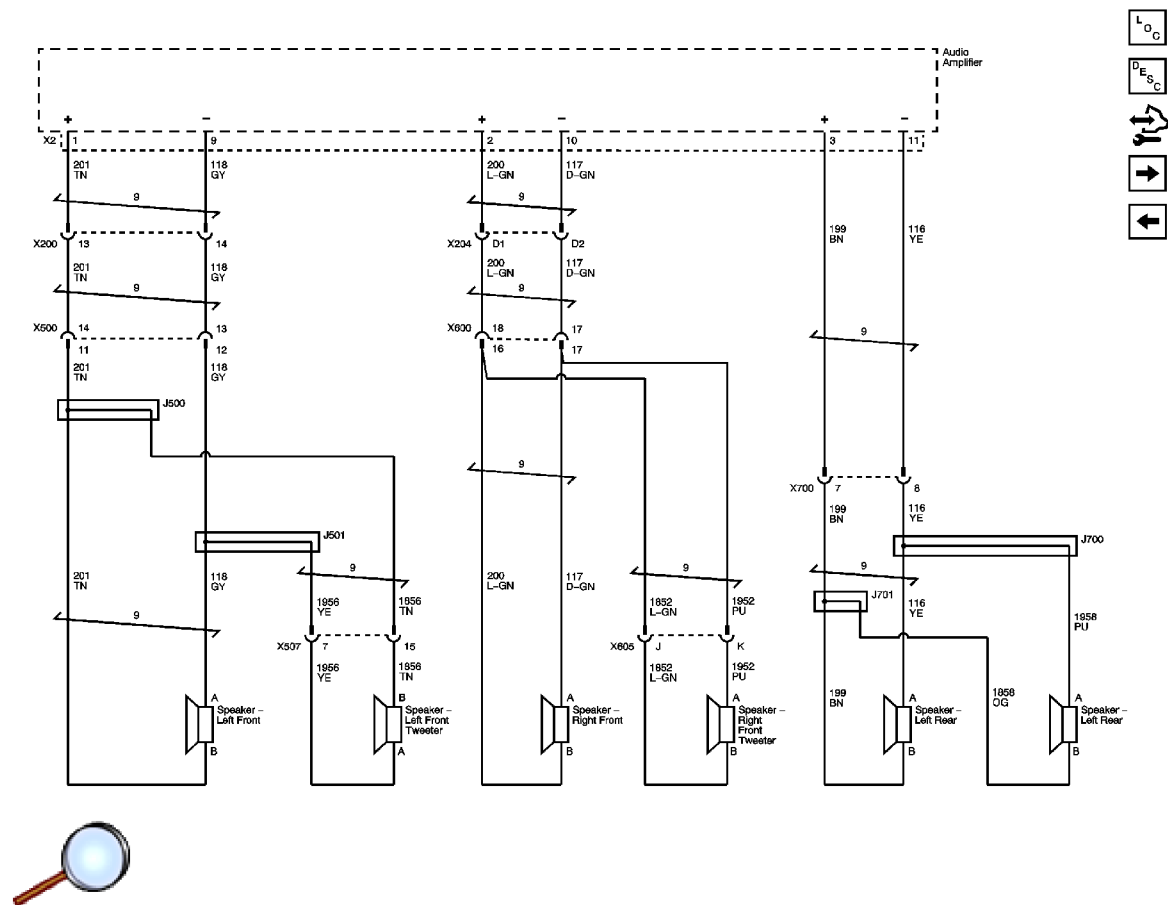 L O C
Audio
Amplifier
D E S C
+ − + − + −
X2 1 9 2 10 3 11
201 118 200 117
TN GY L-GN D-GN
9 9
199 116
BN YE
X200 13 14 X204 D1 D2
201 118 200 117
TN GY L-GN D-GN
9 9
X500 14 13 X600 18 17
9
11 12 16 17
201 118
TN GY
J500
9
X700 7 8
199 116
BN YE
J501 J700
201 118 9 200 117 9 9
TN GY L-GN D-GN
1956 1856 1852 1952 J701 116
YE TN L-GN PU YE
9 1958
PU
X507 7 15 X605 J K
1956 1856 1852 1952
YE TN L-GN PU
199 1858
BN OG
A B A A A A
Speaker –
Left Front
Speaker –
Left Front
Tweeter
Speaker –
Right Front
Speaker –
Right
Front
Tweeter
Speaker –
Left Rear
Speaker –
Left Rear
B A B B B B